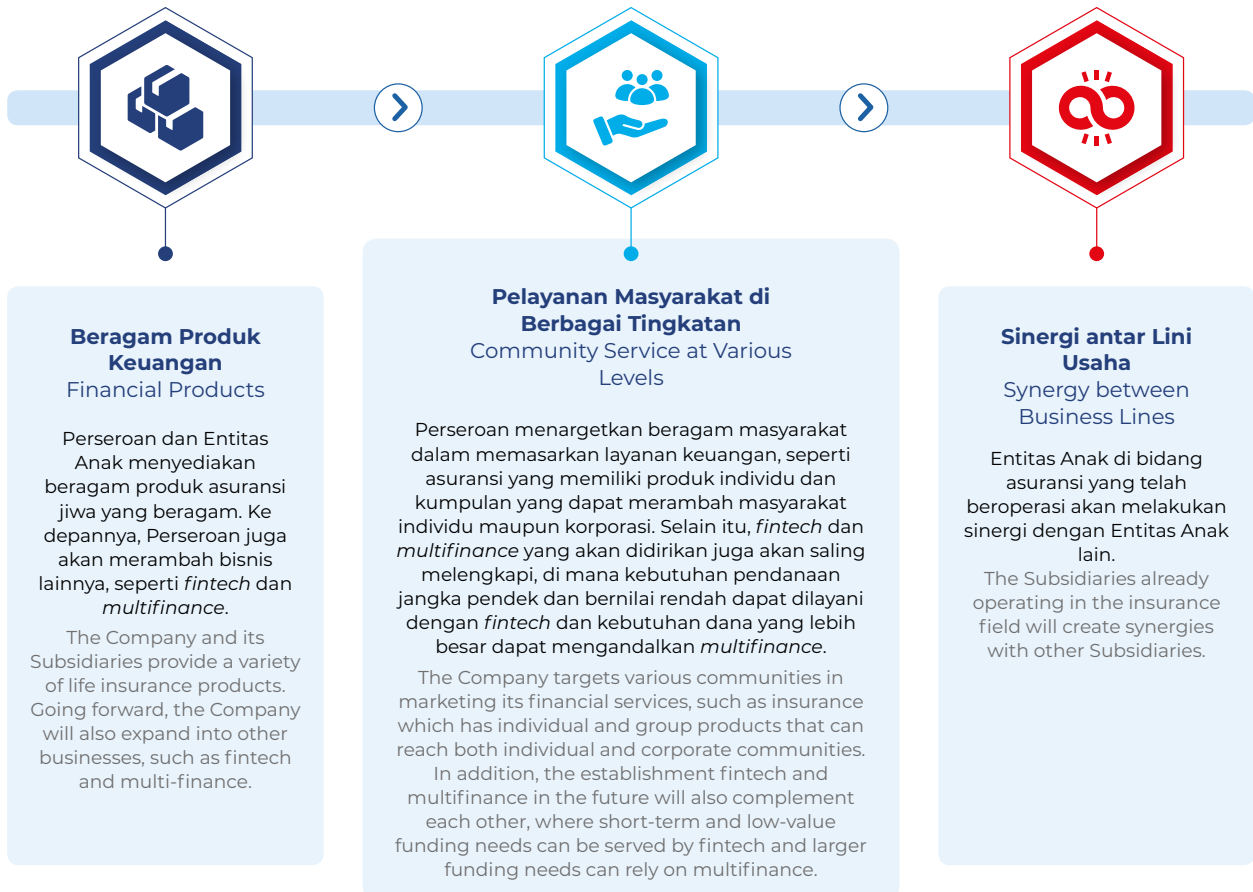 Beragam Produk
Keuangan
Financial Products
Perseroan dan Entitas
Anak menyediakan
beragam produk asuransi
jiwa yang beragam. Ke
depannya, Perseroan juga
akan merambah bisnis
lainnya, seperti fintech dan
multifinance.
The Company and its
Subsidiaries provide a variety
of life insurance products.
Going forward, the Company
will also expand into other
businesses, such as fintech
and multi-finance.
Pelayanan Masyarakat di
Berbagai Tingkatan
Community Service at Various
Levels
Perseroan menargetkan beragam masyarakat
dalam memasarkan layanan keuangan, seperti
asuransi yang memiliki produk individu dan
kumpulan yang dapat merambah masyarakat
individu maupun korporasi. Selain itu, fintech dan
multifinance yang akan didirikan juga akan saling
melengkapi, di mana kebutuhan pendanaan
jangka pendek dan bernilai rendah dapat dilayani
dengan fintech dan kebutuhan dana yang lebih
besar dapat mengandalkan multifinance.
The Company targets various communities in
marketing its financial services, such as insurance
which has individual and group products that can
reach both individual and corporate communities.
In addition, the establishment fintech and
multifinance in the future will also complement
each other, where short-term and low-value
funding needs can be served by fintech and larger
funding needs can rely on multifinance.
Sinergi antar Lini
Usaha
Synergy between
Business Lines
Entitas Anak di bidang
asuransi yang telah
beroperasi akan melakukan
sinergi dengan Entitas Anak
lain.
The Subsidiaries already
operating in the insurance
field will create synergies
with other Subsidiaries.